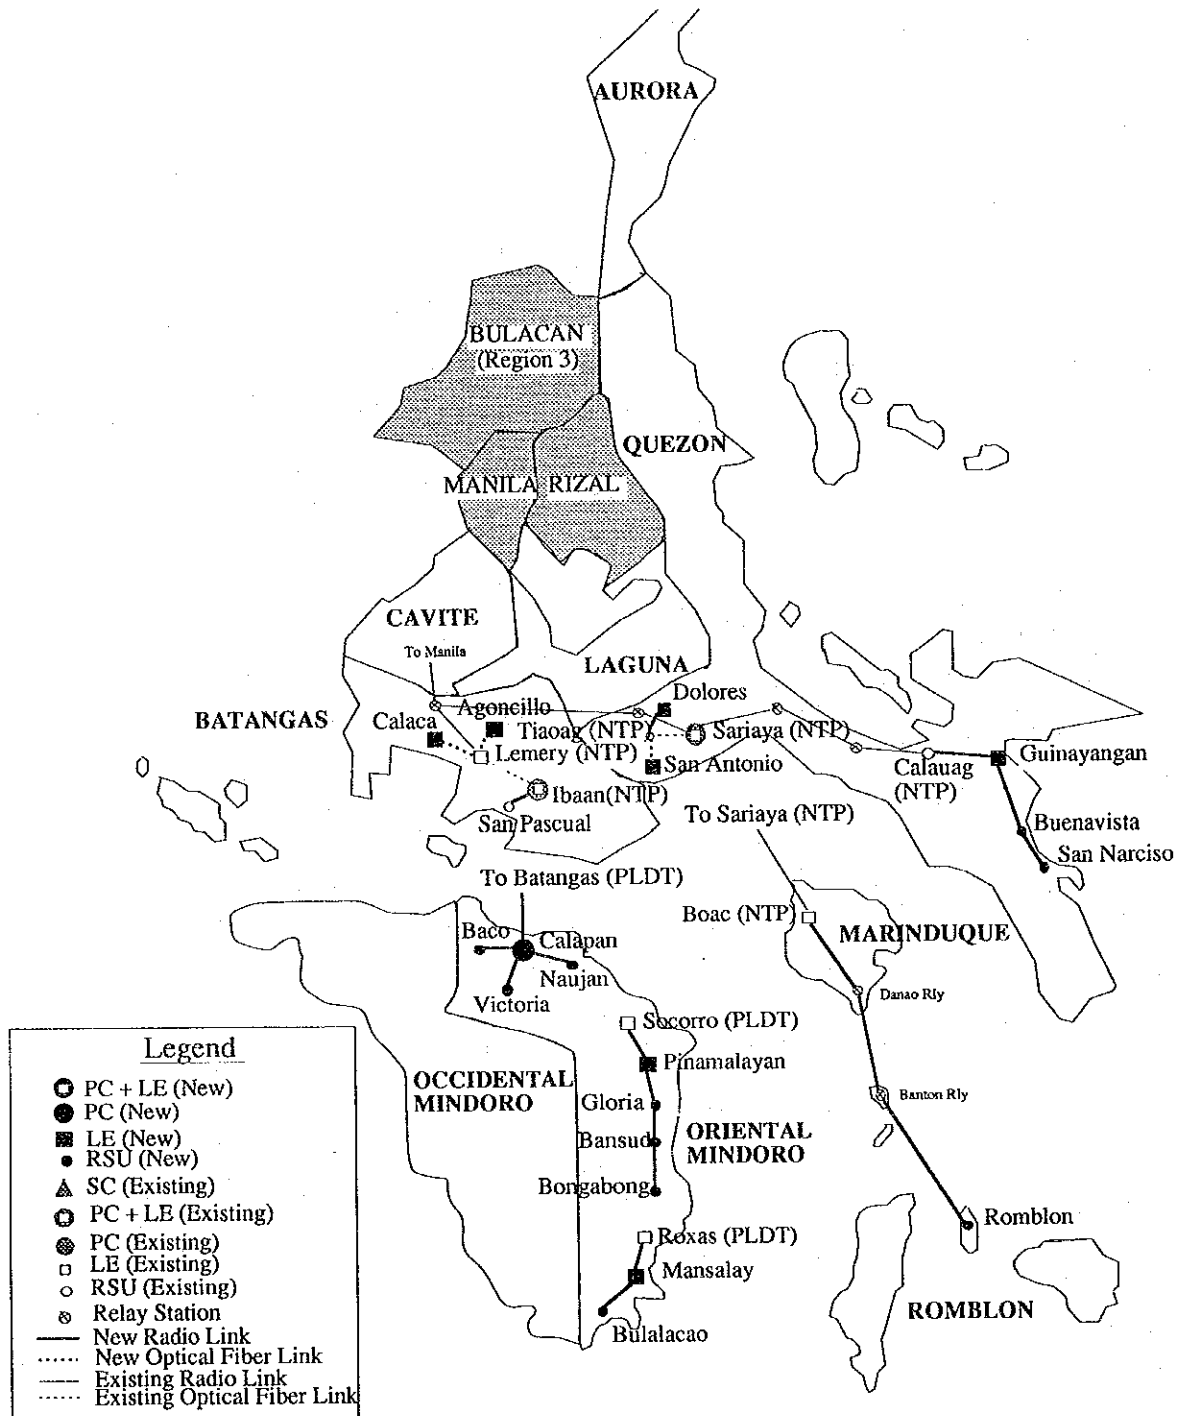 AURORA
BULACAN
(Region 3)
QUEZON
MANILA
RIZAL
CAVITE
To Manila
LAGUNA
BATANGAS
Dolores
Agoncillo
Calaca
Tiaoag (NTP)
Sariaya (NTP)
Lemery (NTP)
San Antonio
Calauag
(NTP)
Guinayangan
Ibaan(NTP)
San Pascual
To Sariaya (NTP)
Buenavista
San Narciso
To Batangas (PLDT)
Boac (NTP)
MARINDUQUE
Baco
Calapan
Naujan
Victoria
Danao Rly
Socorro (PLDT)
Pinamalayan
OCCIDENTAL
MINDORO
Gloria
Banton Rly
Bansud
ORIENTAL
MINDORO
Bongabong
Romblon
Roxas (PLDT)
Mansalay
ROMBLON
Bulalacao
Legend
PC + LE (New)
PC (New)
LE (New)
RSU (New)
SC (Existing)
PC + LE (Existing)
PC (Existing)
LE (Existing)
RSU (Existing)
Relay Station
New Radio Link
New Optical Fiber Link
Existing Radio Link
Existing Optical Fiber Link